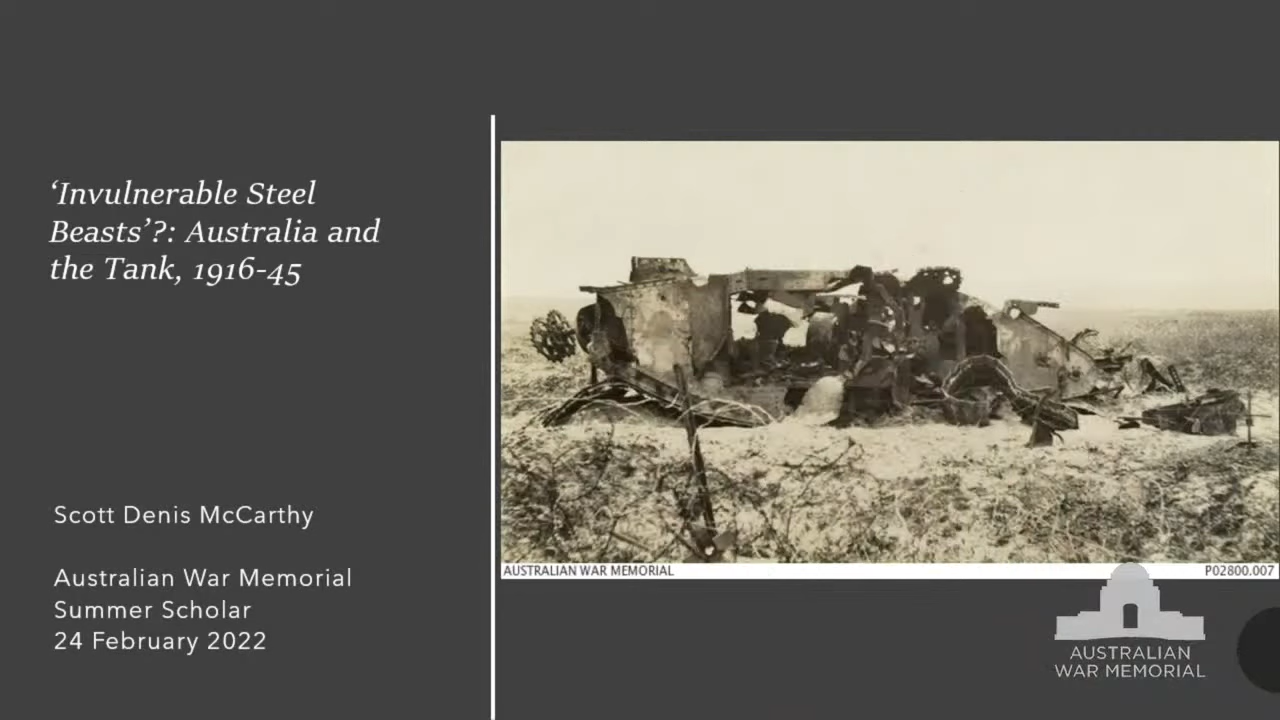 ‘Invulnerable Steel
Beasts’?: Australia and
the Tank, 1916-45
Scott Denis McCarthy
Australian War Memorial
Summer Scholar
24 February 2022
AUSTRALIAN WAR MEMORIAL
P02800.007
AUSTRALIAN
WAR MEMORIAL